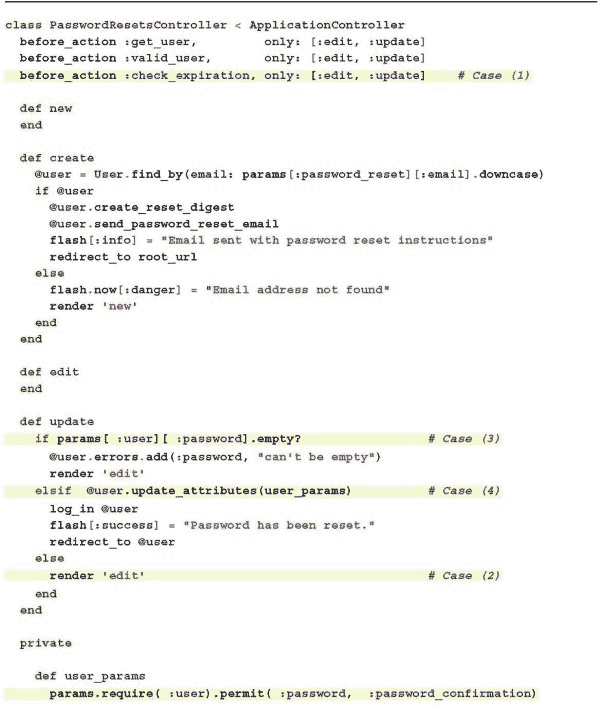 class PasswordResetsController < ApplicationController
  before_action :get_user,         only: [:edit, :update]
  before_action :valid_user,       only: [:edit, :update]
  before_action :check_expiration, only: [:edit, :update]    # Case (1)

  def new
  end

  def create
    @user = User.find_by(email: params[:password_reset][:email].downcase)
    if @user
      @user.create_reset_digest
      @user.send_password_reset_email
      flash[:info] = "Email sent with password reset instructions"
      redirect_to root_url
    else
      flash.now[:danger] = "Email address not found"
      render 'new'
    end
  end

  def edit
  end

  def update
    if params[ :user][ :password].empty?                  # Case (3)
      @user.errors.add(:password, "can't be empty")
      render 'edit'
    elsif  @user.update_attributes(user_params)           # Case (4)
      log_in @user
      flash[:success] = "Password has been reset."
      redirect_to @user
    else
      render 'edit'                                       # Case (2)
    end
  end

  private

    def user_params
      params.require( :user).permit( :password,  :password_confirmation)